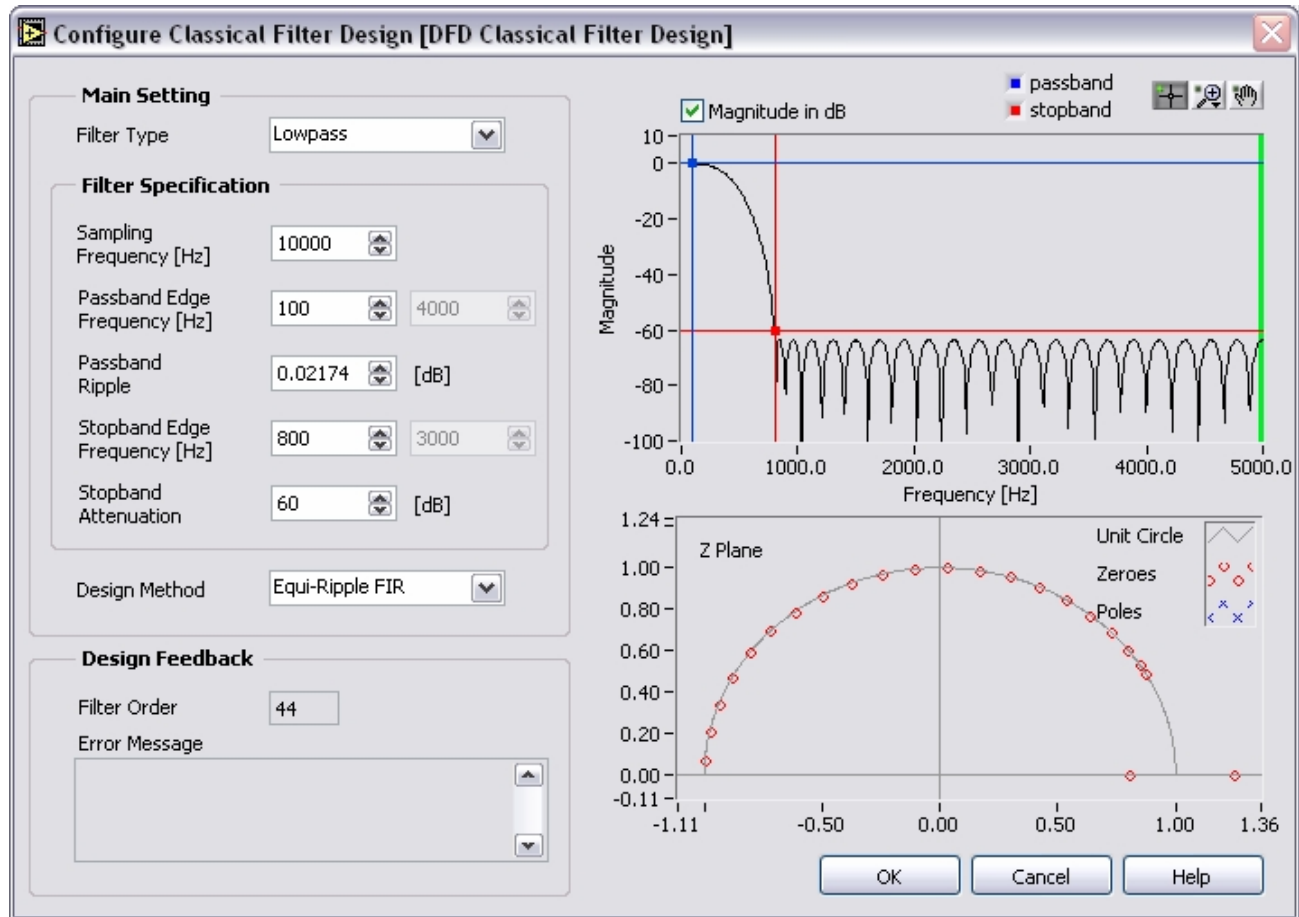 Configure Classical Filter Design [DFD Classical Filter Design]
Main Setting
Filter Type
Lowpass
Filter Specification
Sampling
Frequency [Hz]
10000
Passband Edge
Frequency [Hz]
100
4000
Passband
Ripple
0.02174
[dB]
Stopband Edge
Frequency [Hz]
800
3000
Stopband
Attenuation
60
[dB]
Design Method
Equi-Ripple FIR
Design Feedback
Filter Order
44
Error Message
passband
stopband
Magnitude in dB
10
0
-20
-40
-60
-80
-100
Magnitude
0.0
1000.0
2000.0
3000.0
4000.0
5000.0
Frequency [Hz]
1.24
1.00
0.80
0.60
0.40
0.20
0.00
-0.11
Z Plane
Unit Circle
Zeroes
Poles
-1.11
-0.50
0.00
0.50
1.00
1.36
OK
Cancel
Help